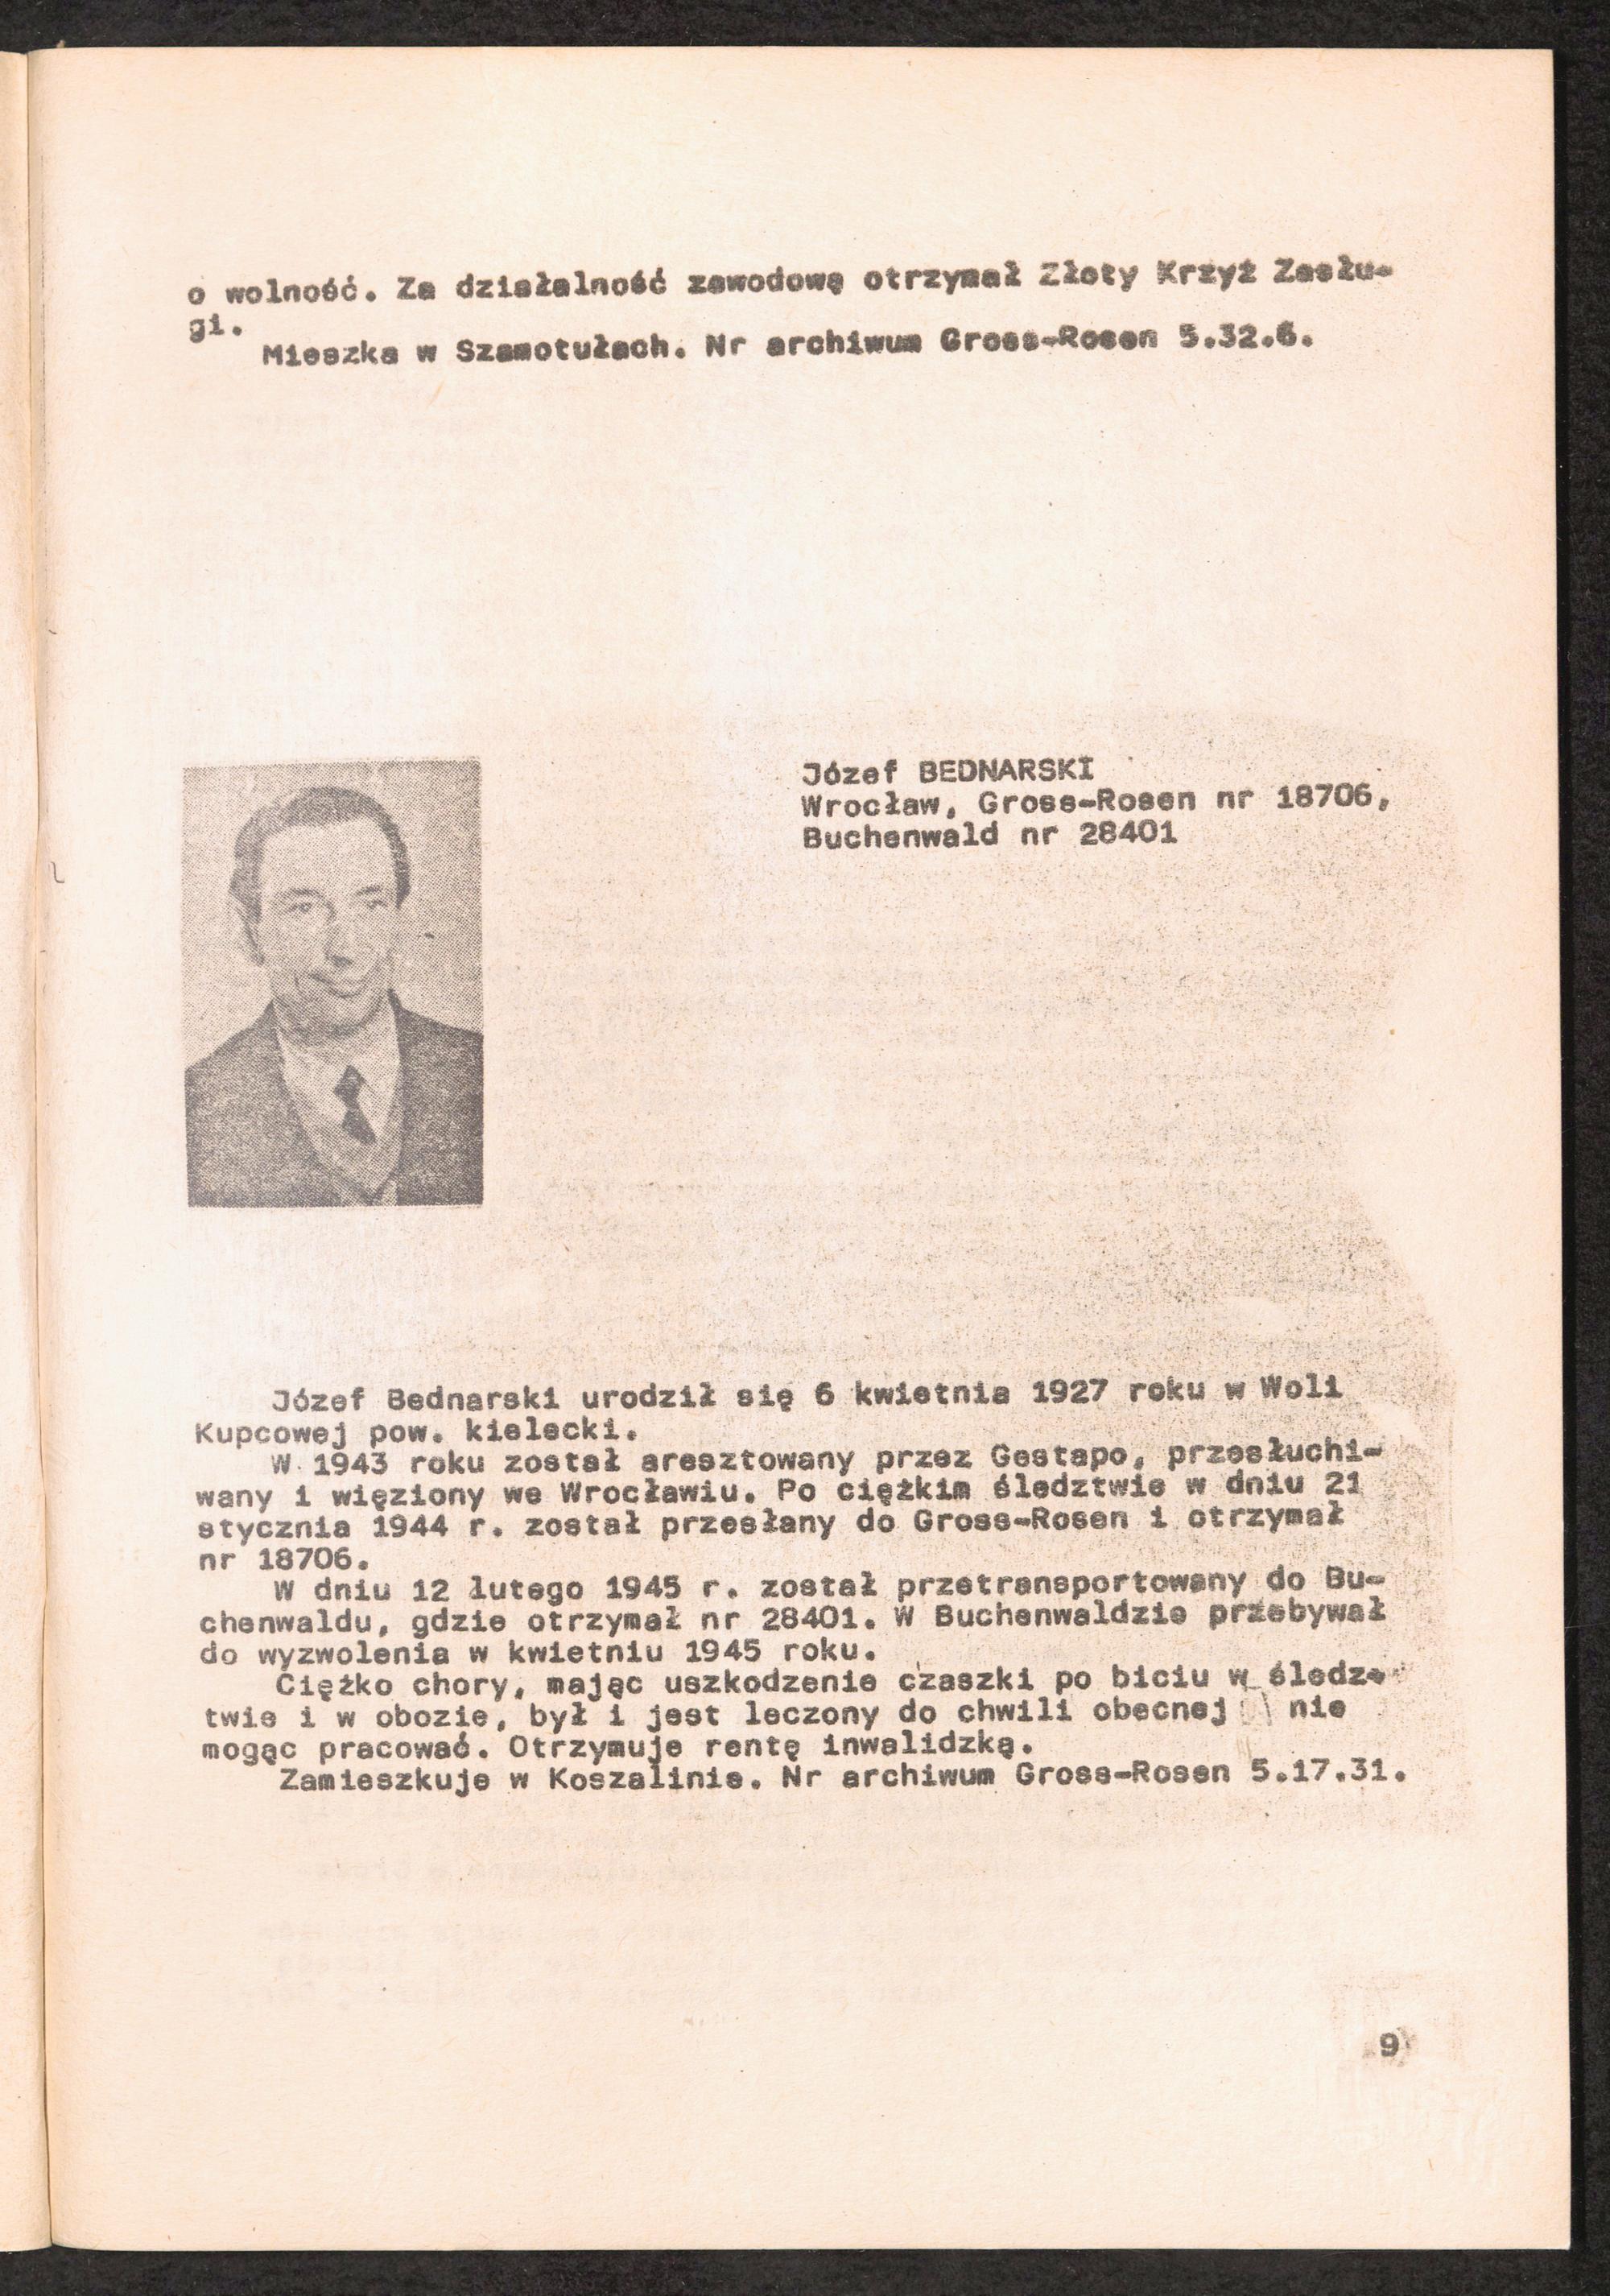 o wolność. Za działalność zawodową otrzymał Złoty Krzyż Zasłu-
gi.
Mieszka w Szamotułach. Nr archiwum Gross-Rosen 5.32.6.
Józef BEDNARSKI
Wrocław, Gross-Rosen nr 18706,
Buchenwald nr 28401
Józef Bednarski urodził się 6 kwietnia 1927 roku w Woli
Kupcowej pow. kielecki.
W 1943 roku został aresztowany przez Gestapo, przesłuchi-
wany i więziony we Wrocławiu. Po ciężkim śledztwie w dniu 21
stycznia 1944 r. został przesłany do Gross-Rosen i otrzymał
nr 18706.
W dniu 12 lutego 1945 r. został przetransportowany do Bu-
chenwaldu, gdzie otrzymał nr 28401. W Buchenwaldzie przebywał
do wyzwolenia w kwietniu 1945 roku.
Ciężko chory, mając uszkodzenie czaszki po biciu w śledz-
twie i w obozie, był i jest leczony do chwili obecnej nie
mogąc pracować. Otrzymuje rentę inwalidzką.
Zamieszkuje w Koszalinie. Nr archiwum Gross-Rosen 5.17.31.
9